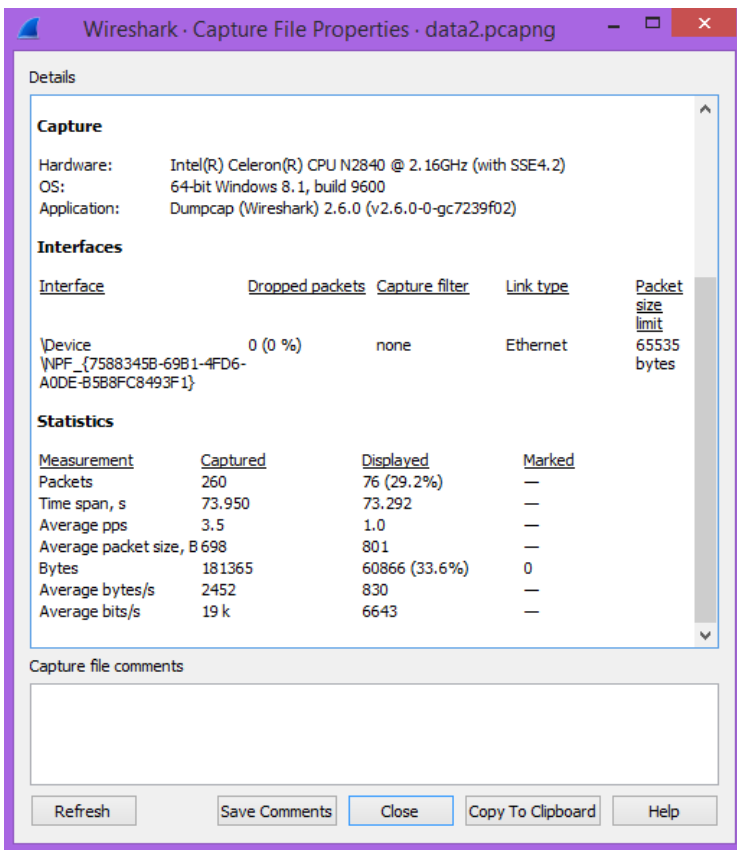 Wireshark · Capture File Properties · data2.pcapng
Details
Capture
Hardware: Intel(R) Celeron(R) CPU N2840 @ 2.16GHz (with SSE4.2)
OS: 64-bit Windows 8.1, build 9600
Application: Dumpcap (Wireshark) 2.6.0 (v2.6.0-0-gc7239f02)
Interfaces
Interface Dropped packets Capture filter Link type Packet
size
limit
\Device 0 (0 %) none Ethernet 65535
\NPF_{7588345B-69B1-4FD6- bytes
A0DE-B5B8FC8493F1}
Statistics
Measurement Captured Displayed Marked
Packets 260 76 (29.2%) —
Time span, s 73.950 73.292 —
Average pps 3.5 1.0 —
Average packet size, B 698 801 —
Bytes 181365 60866 (33.6%) 0
Average bytes/s 2452 830 —
Average bits/s 19 k 6643 —
Capture file comments
Refresh Save Comments Close Copy To Clipboard Help